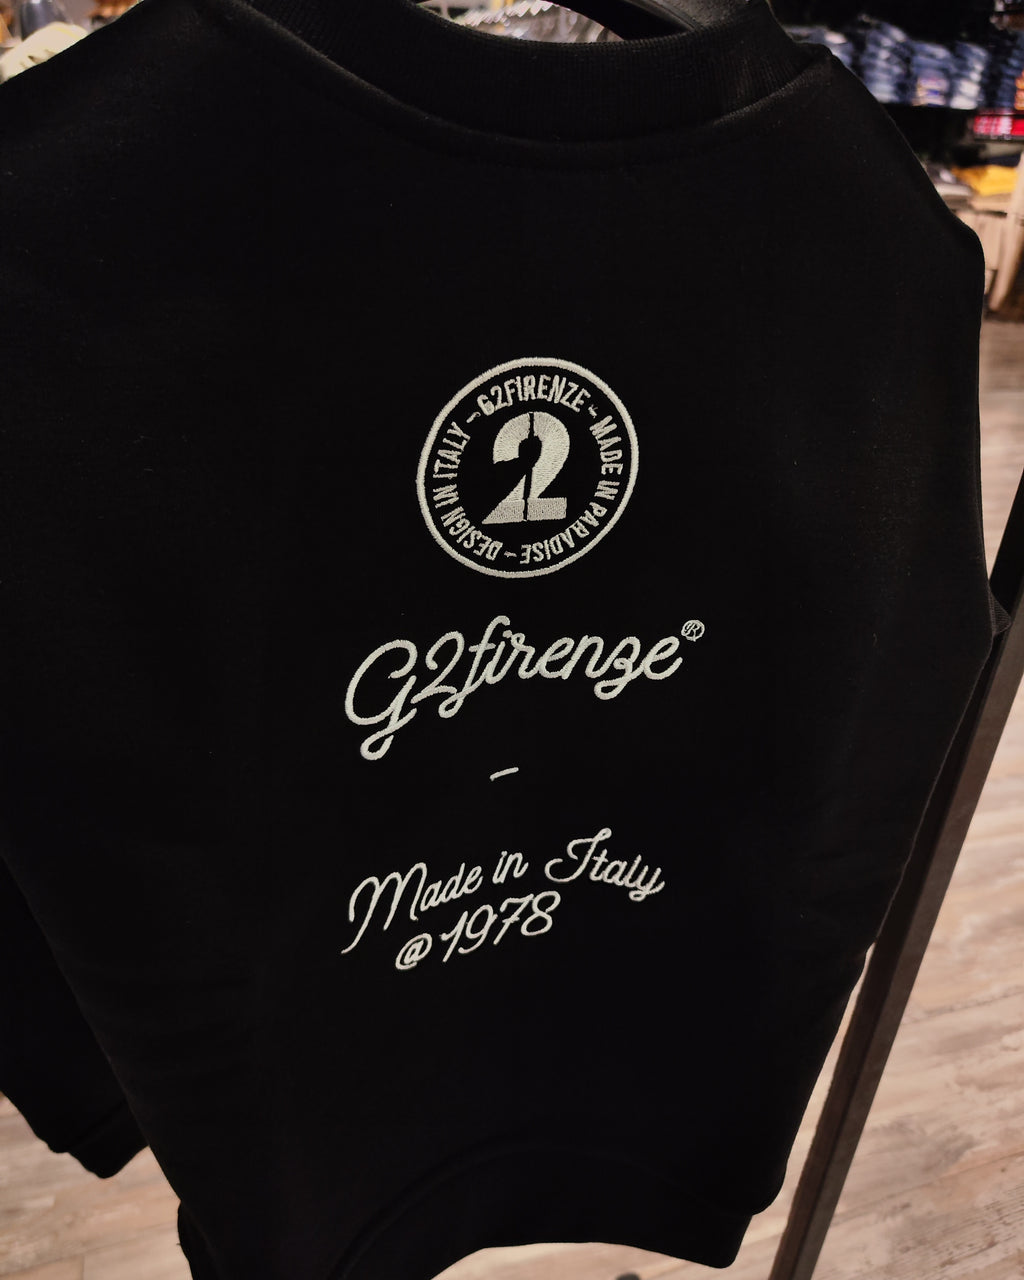 G2FIRENZE - MADE IN PARADISE - DESIGN IN ITALY -
2
G2firenze®
-
Made in Italy
@1978